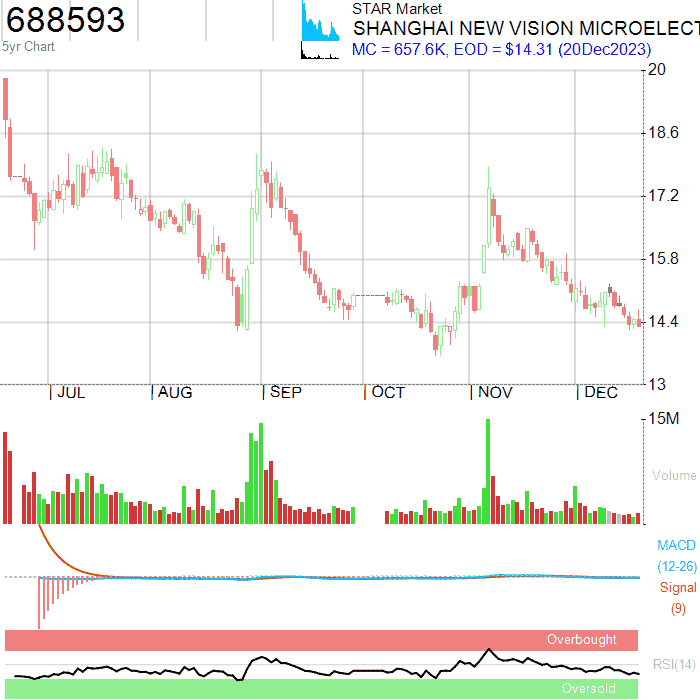 688593
5yr Chart
STAR Market
SHANGHAI NEW VISION MICROELECT
MC = 657.6K, EOD = $14.31 (20Dec2023)
20
18.6
17.2
15.8
14.4
13
JUL AUG SEP OCT NOV DEC
15M
Volume
MACD
(12-26)
Signal
(9)
Overbought
RSI(14)
Oversold